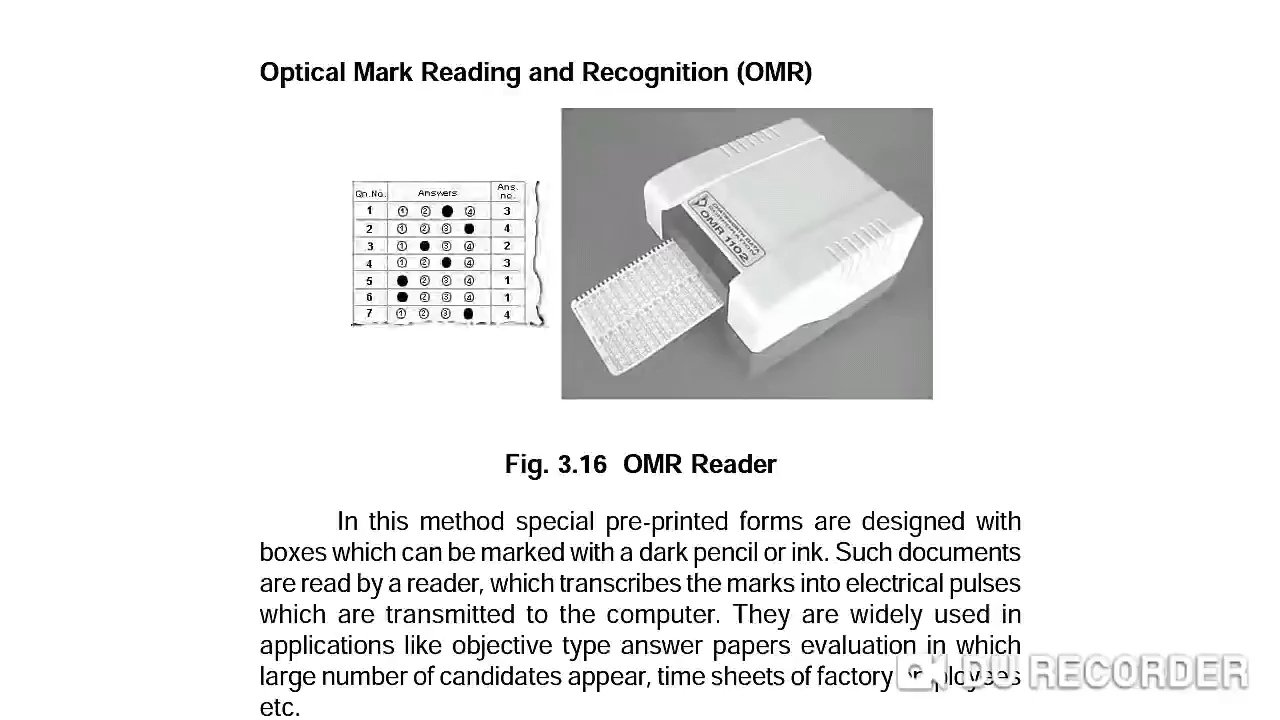 Optical Mark Reading and Recognition (OMR)
Qn.No. Answers Ans. no.
1 ① ② ● ④ 3
2 ① ② ③ ● 4
3 ① ● ③ ④ 2
4 ① ② ● ④ 3
5 ● ② ③ ④ 1
6 ● ② ③ ④ 1
7 ① ② ③ ● 4
CORPORATION
OMR 1102
Fig. 3.16 OMR Reader
In this method special pre-printed forms are designed with
boxes which can be marked with a dark pencil or ink. Such documents
are read by a reader, which transcribes the marks into electrical pulses
which are transmitted to the computer. They are widely used in
applications like objective type answer papers evaluation in which
large number of candidates appear, time sheets of factory employees
etc.
DU RECORDER